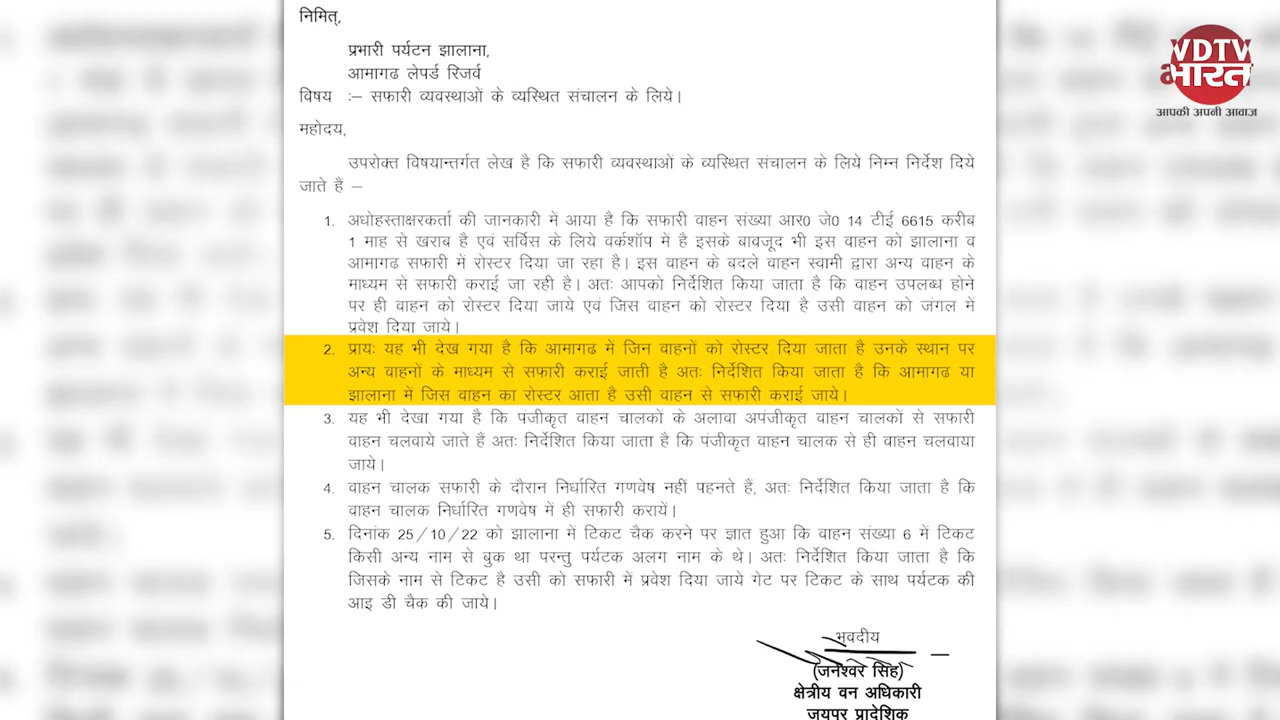 निमित्,
प्रभारी पर्यटन झालाना,
आमागढ लेपर्ड रिजर्व
विषय :– सफारी व्यवस्थाओं के व्यस्थित संचालन के लिये।
महोदय,
उपरोक्त विषयान्तर्गत लेख है कि सफारी व्यवस्थाओं के व्यस्थित संचालन के लिये निम्न निर्देश दिये
जाते हैं –
1. अधोहस्ताक्षरकर्ता की जानकारी में आया है कि सफारी वाहन संख्या आर0 जे0 14 टीई 6615 करीब
1 माह से खराब है एवं सर्विस के लिये वर्कशॉप में है इसके बावजूद भी इस वाहन को झालाना व
आमागढ सफारी में रोस्टर दिया जा रहा है। इस वाहन के बदले वाहन स्वामी द्वारा अन्य वाहन के
माध्यम से सफारी कराई जा रही है। अतः आपको निर्देशित किया जाता है कि वाहन उपलब्ध होने
पर ही वाहन को रोस्टर दिया जाये एवं जिस वाहन को रोस्टर दिया है उसी वाहन को जंगल में
प्रवेश दिया जाये।
2. प्रायः यह भी देख गया है कि आमागढ में जिन वाहनों को रोस्टर दिया जाता है उनके स्थान पर
अन्य वाहनों के माध्यम से सफारी कराई जाती है अतः निर्देशित किया जाता है कि आमागढ या
झालाना में जिस वाहन का रोस्टर आता है उसी वाहन से सफारी कराई जाये।
3. यह भी देखा गया है कि पंजीकृत वाहन चालकों के अलावा अपंजीकृत वाहन चालकों से सफारी
वाहन चलवाये जाते हैं अतः निर्देशित किया जाता है कि पंजीकृत वाहन चालक से ही वाहन चलवाया
जाये।
4. वाहन चालक सफारी के दौरान निर्धारित गणवेष नहीं पहनते हैं, अतः निर्देशित किया जाता है कि
वाहन चालक निर्धारित गणवेष में ही सफारी करायें।
5. दिनांक 25/10/22 को झालाना में टिकट चैक करने पर ज्ञात हुआ कि वाहन संख्या 6 में टिकट
किसी अन्य नाम से बुक था परन्तु पर्यटक अलग नाम के थे। अतः निर्देशित किया जाता है कि
जिसके नाम से टिकट है उसी को सफारी में प्रवेश दिया जाये गेट पर टिकट के साथ पर्यटक की
आइ डी चैक की जाये।
भवदीय
(जनेश्वर सिंह)
क्षेत्रीय वन अधिकारी
जयपुर प्रादेशिक
VDTV
भारत
आपकी अपनी आवाज